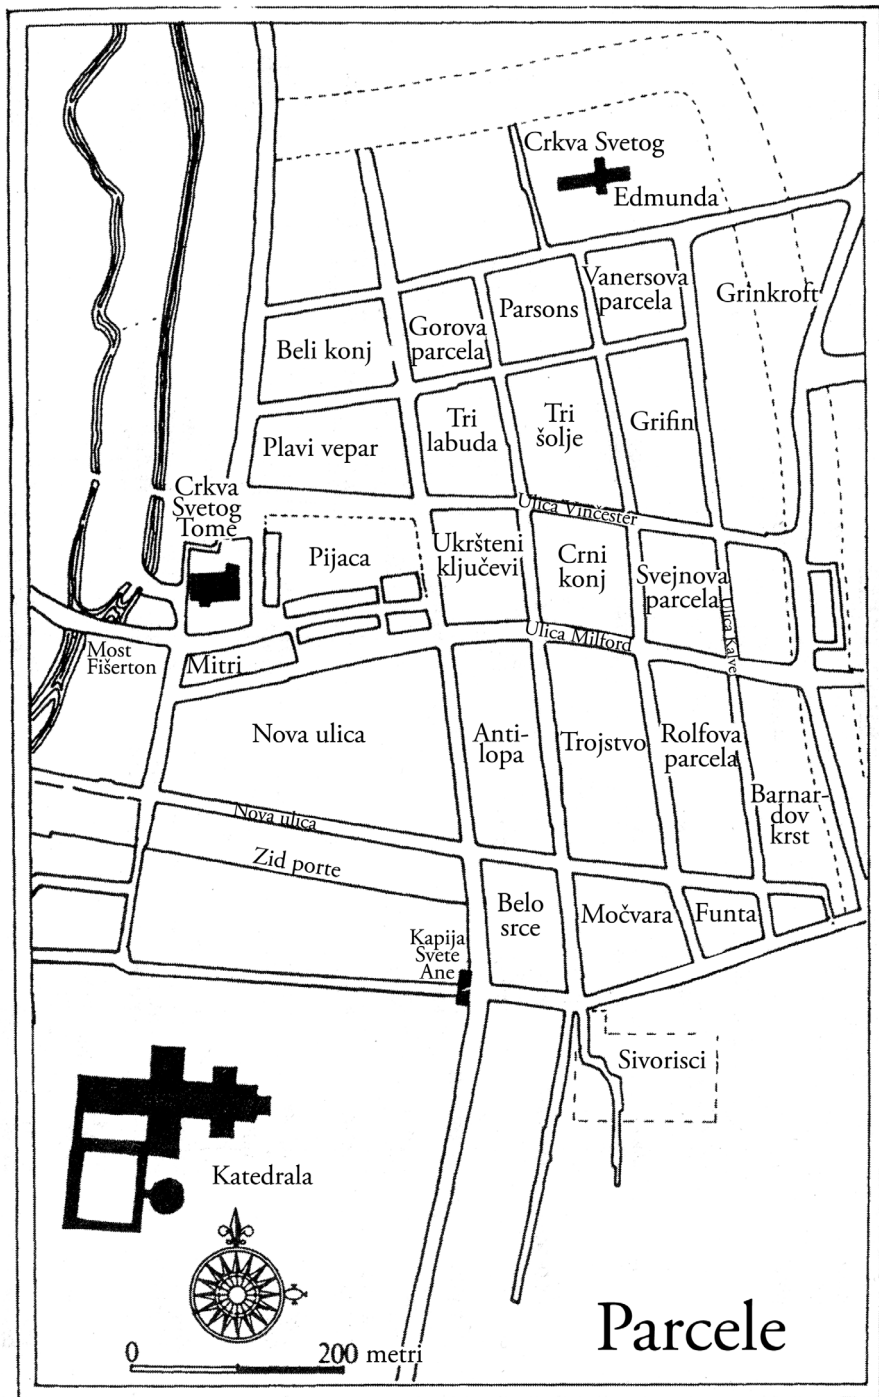 Crkva Svetog
Edmunda
Vanersova
parcela
Grinkroft
Parsons
Gorova
parcela
Beli konj
Tri
šolje
Tri
labuda
Grifin
Plavi vepar
Crkva
Svetog
Tome
Ulica Vinčester
Pijaca
Ukršteni
ključevi
Crni
konj
Svejnova
parcela
Ulica Kalve
Ulica Milford
Most
Fišerton
Mitri
Nova ulica
Anti-
lopa
Trojstvo
Rolfova
parcela
Barnar-
dov
krst
Nova ulica
Zid porte
Belo
srce
Močvara
Funta
Kapija
Svete
Ane
Sivorisci
Katedrala
0 200 metri
Parcele